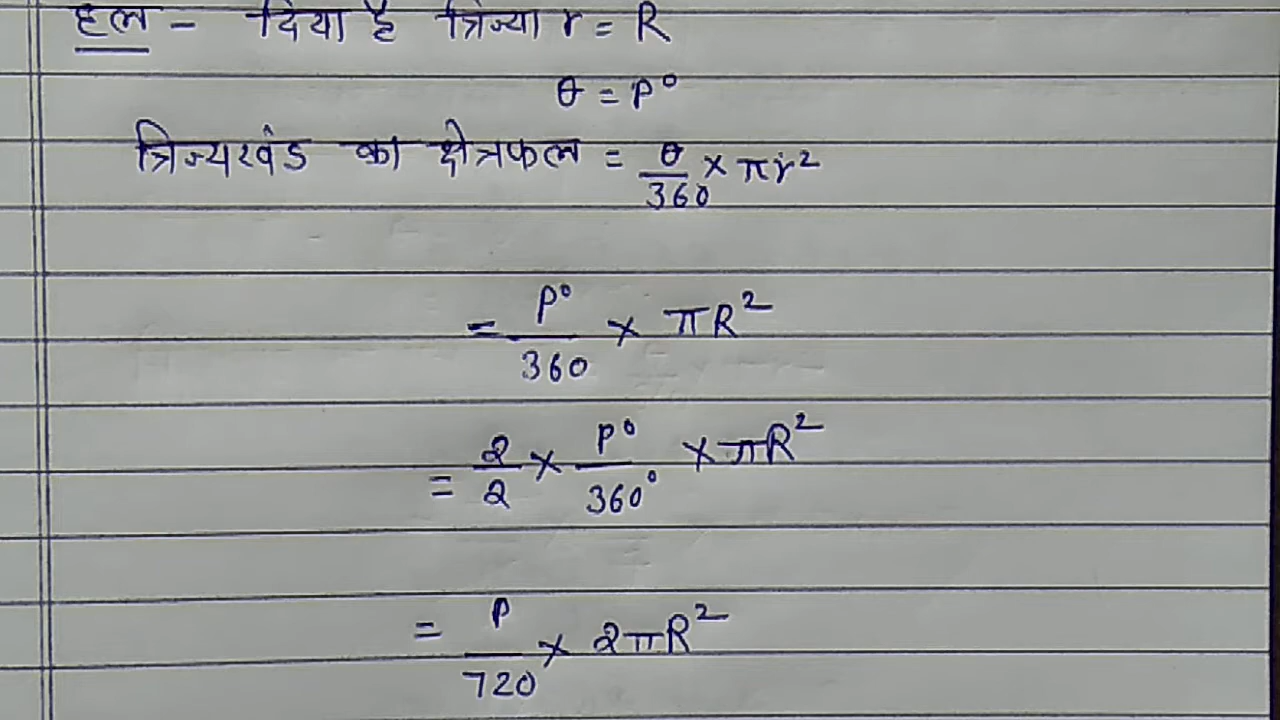 हल - दिया है त्रिज्या r = R
θ = P°
त्रिज्यखंड का क्षेत्रफल = θ/360 × πr²
= P°/360 × πR²
= 2/2 × P°/360° × πR²
= P/720 × 2πR²